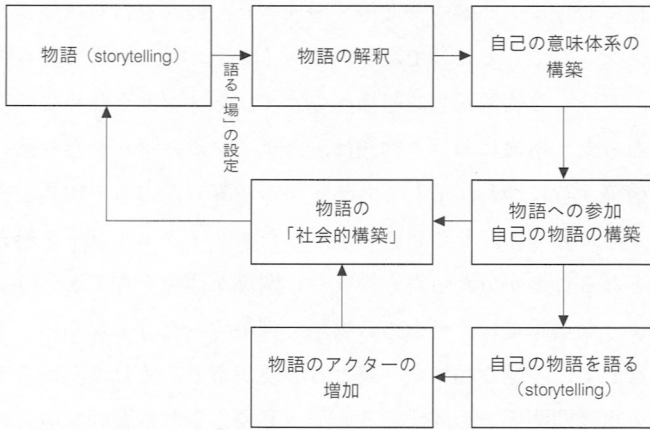 物語（storytelling）
語る「場」の設定
物語の解釈
自己の意味体系の
構築
物語の
「社会的構築」
物語への参加
自己の物語の構築
物語のアクターの
増加
自己の物語を語る
（storytelling）